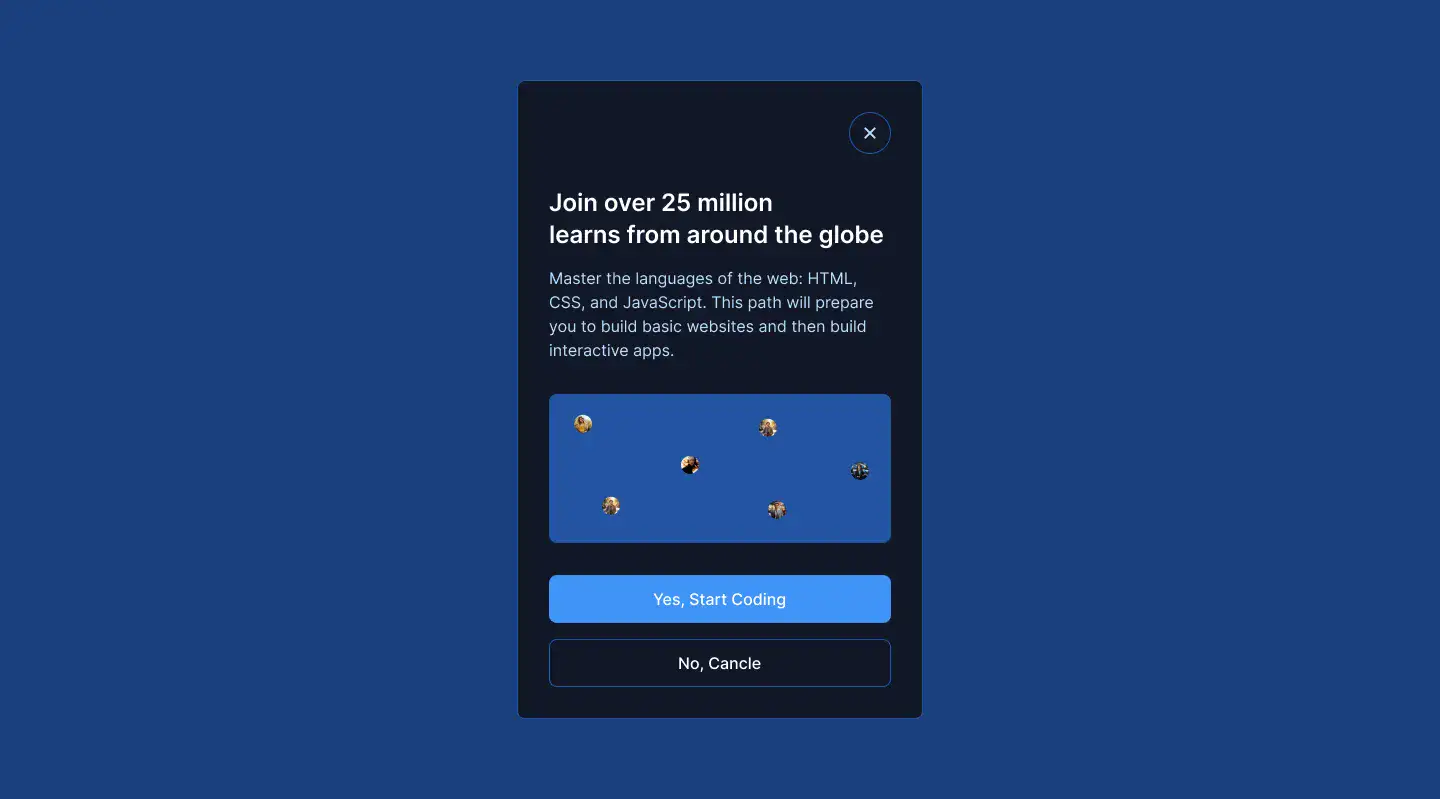 Join over 25 million
learns from around the globe
Master the languages of the web: HTML,
CSS, and JavaScript. This path will prepare
you to build basic websites and then build
interactive apps.
Yes, Start Coding
No, Cancle